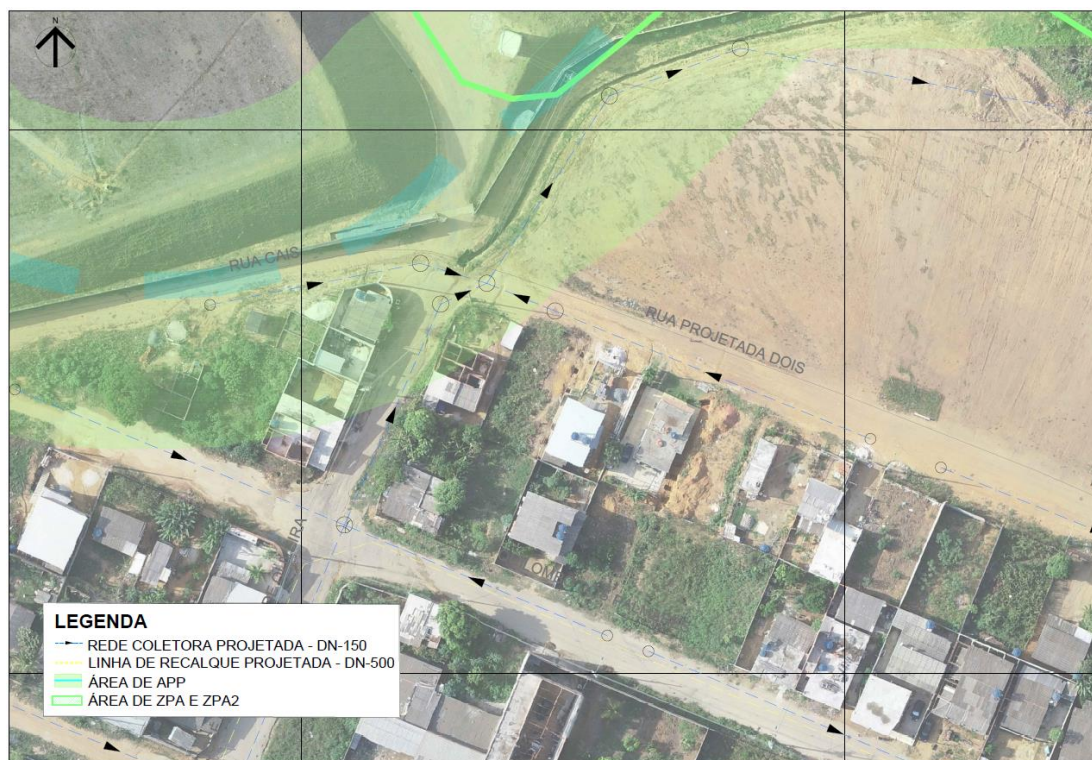 N
RUA CAIS
RUA PROJETADA DOIS
IRA
LEGENDA
REDE COLETORA PROJETADA - DN-150
LINHA DE RECALQUE PROJETADA - DN-500
ÁREA DE APP
ÁREA DE ZPA E ZPA2